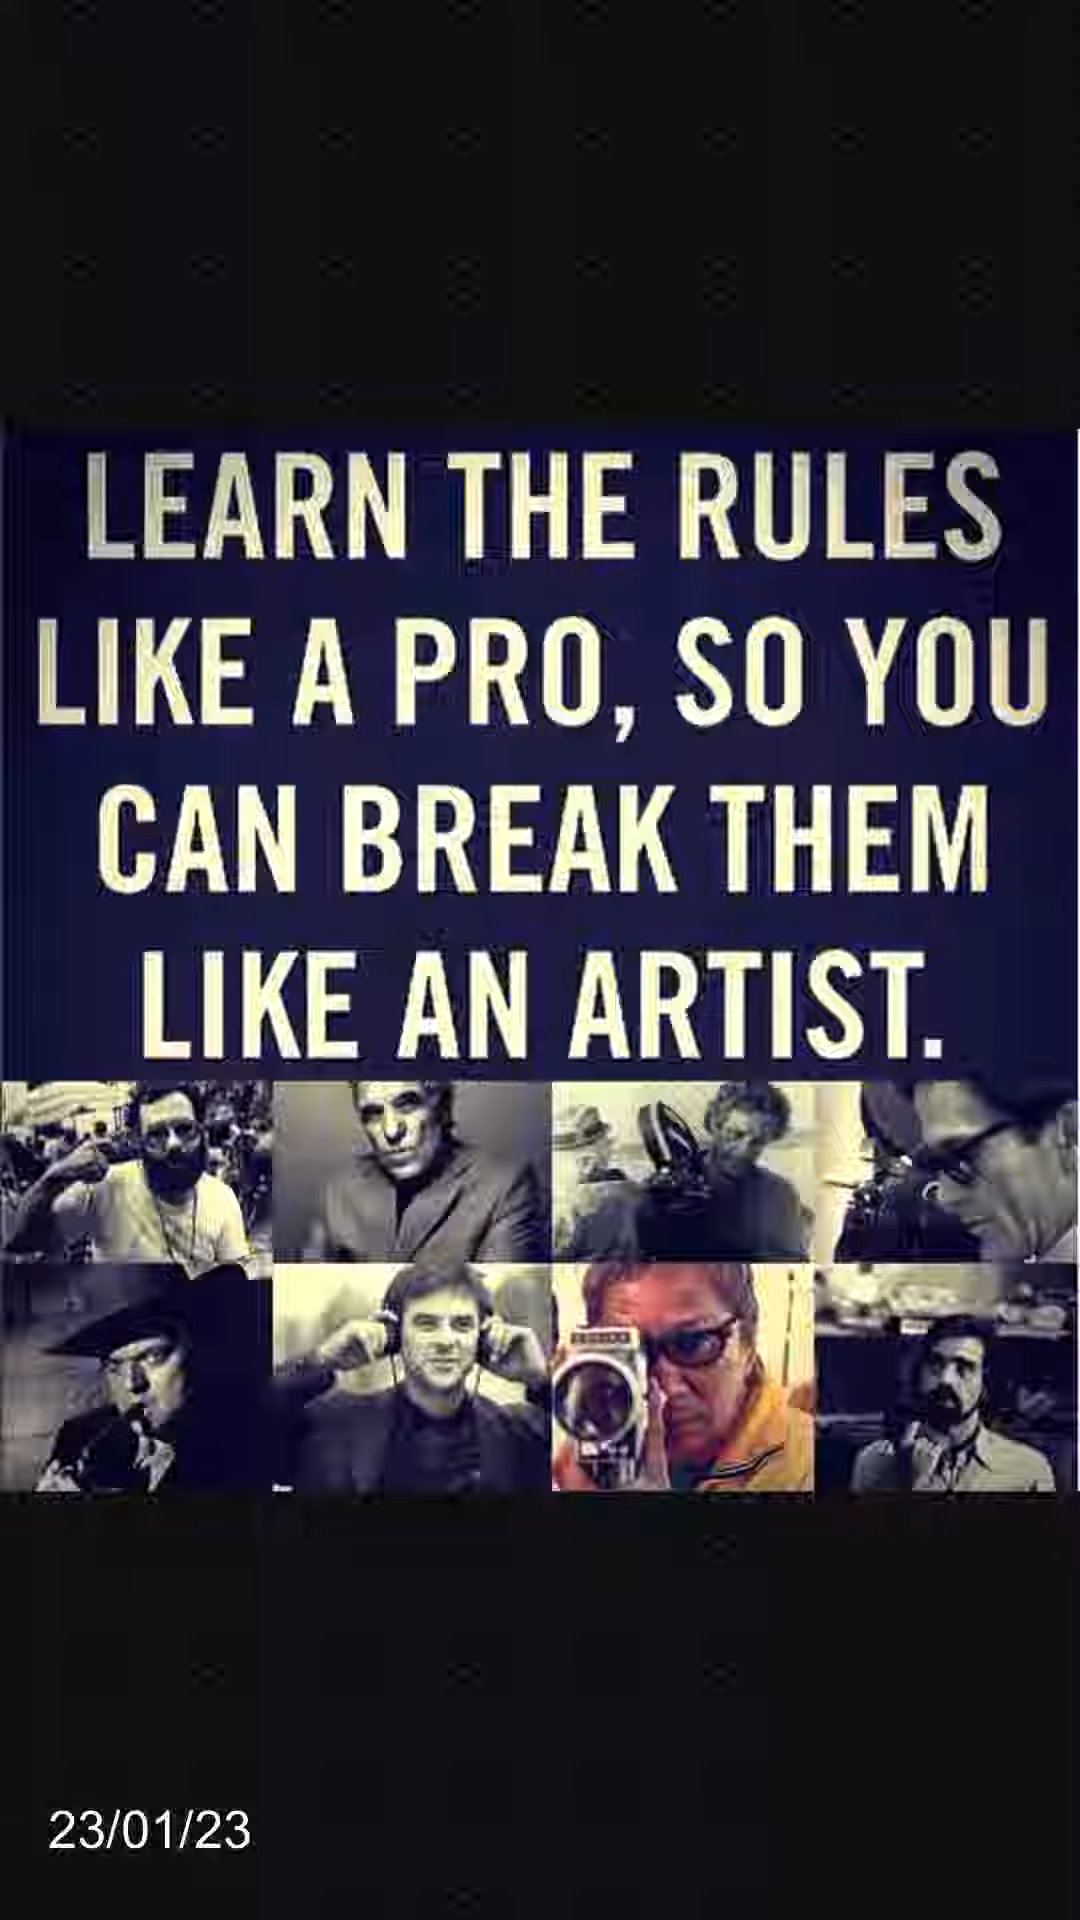 LEARN THE RULES
LIKE A PRO, SO YOU
CAN BREAK THEM
LIKE AN ARTIST.
23/01/23